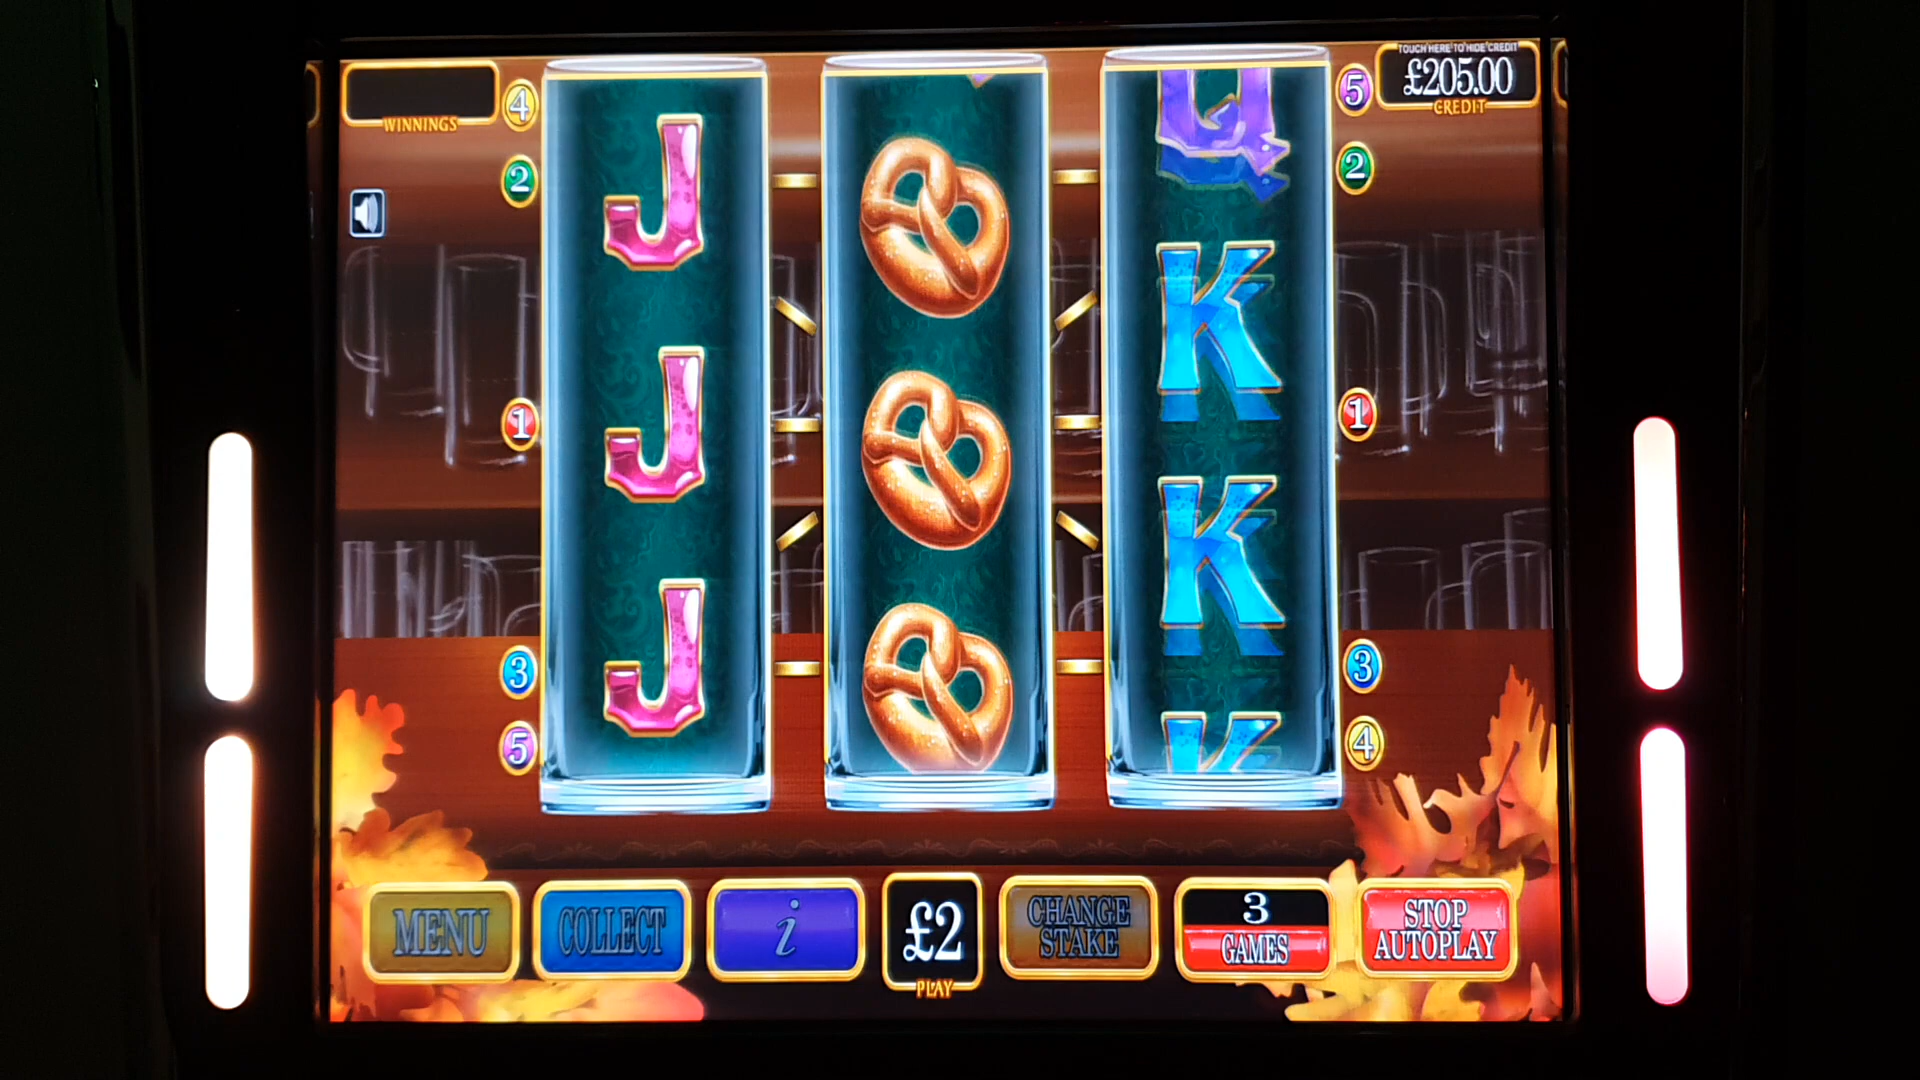 TOUCH HERE TO HIDE CREDIT
£205.00
CREDIT
WINNINGS
4
5
2
2
J
Q
K
1
1
J
K
3
3
J
K
5
4
MENU
COLLECT
i
£2
PLAY
CHANGE
STAKE
3
GAMES
STOP
AUTOPLAY